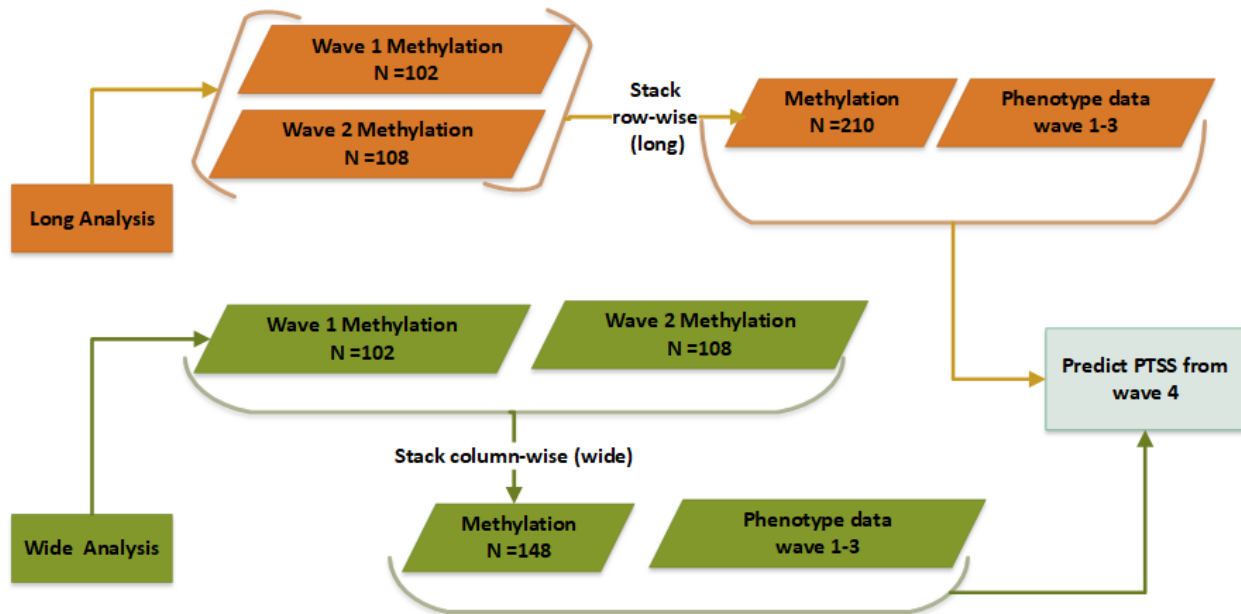 Wave 1 Methylation
N =102
Wave 2 Methylation
N =108
Long Analysis
Stack
row-wise
(long)
Methylation
N =210
Phenotype data
wave 1-3
Wave 1 Methylation
N =102
Wave 2 Methylation
N =108
Predict PTSS from
wave 4
Stack column-wise (wide)
Wide Analysis
Methylation
N =148
Phenotype data
wave 1-3